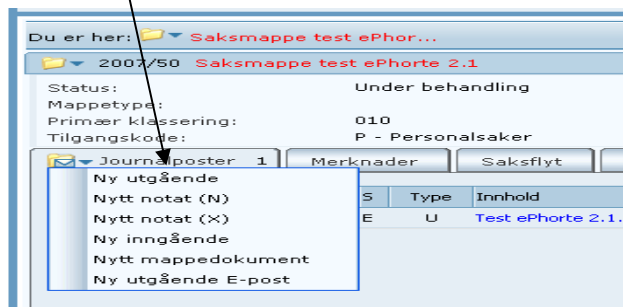 Du er her: Saksmappe test ePhor...
2007/50 Saksmappe test ePhorte 2.1
Status: Under behandling
Mappetype:
Primær klassering: 010
Tilgangskode: P - Personalsaker
Journalposter 1 Merknader Saksflyt
Ny utgående
Nytt notat (N) S Type Innhold
Nytt notat (X) E U Test ePhorte 2.1.
Ny inngående
Nytt mappedokument
Ny utgående E-post